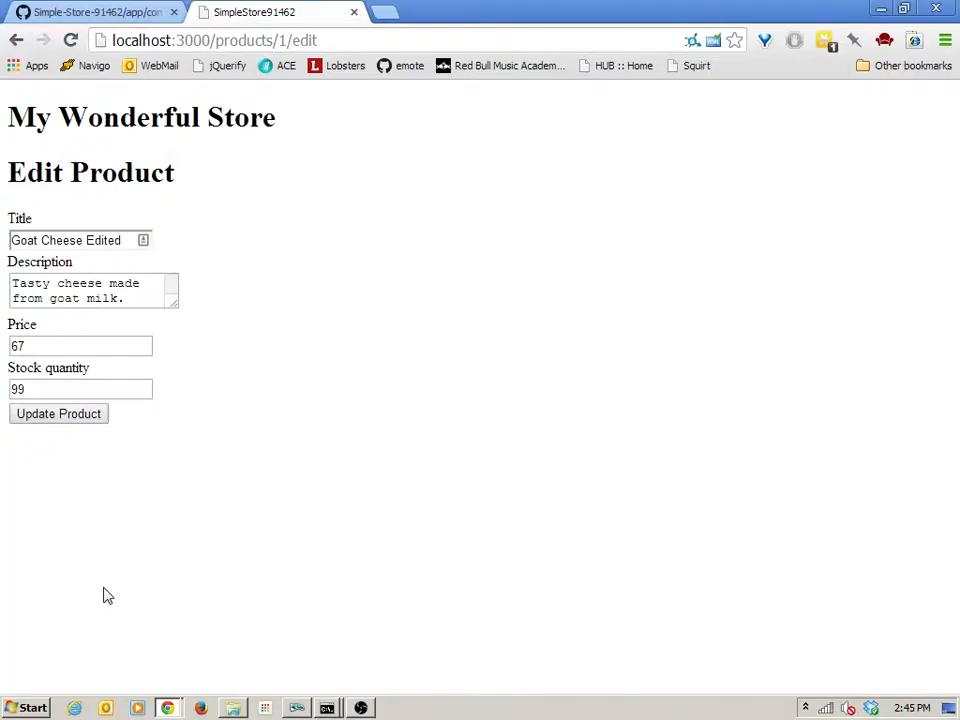 Simple-Store-91462/app/con
SimpleStore91462
localhost:3000/products/1/edit
1
Apps
Navigo
WebMail
jQuerify
ACE
Lobsters
emote
Red Bull Music Academ...
HUB :: Home
Squirt
Other bookmarks
My Wonderful Store
Edit Product
Title
Goat Cheese Edited
Description
Tasty cheese made
from goat milk.
Price
67
Stock quantity
99
Update Product
Start
2:45 PM